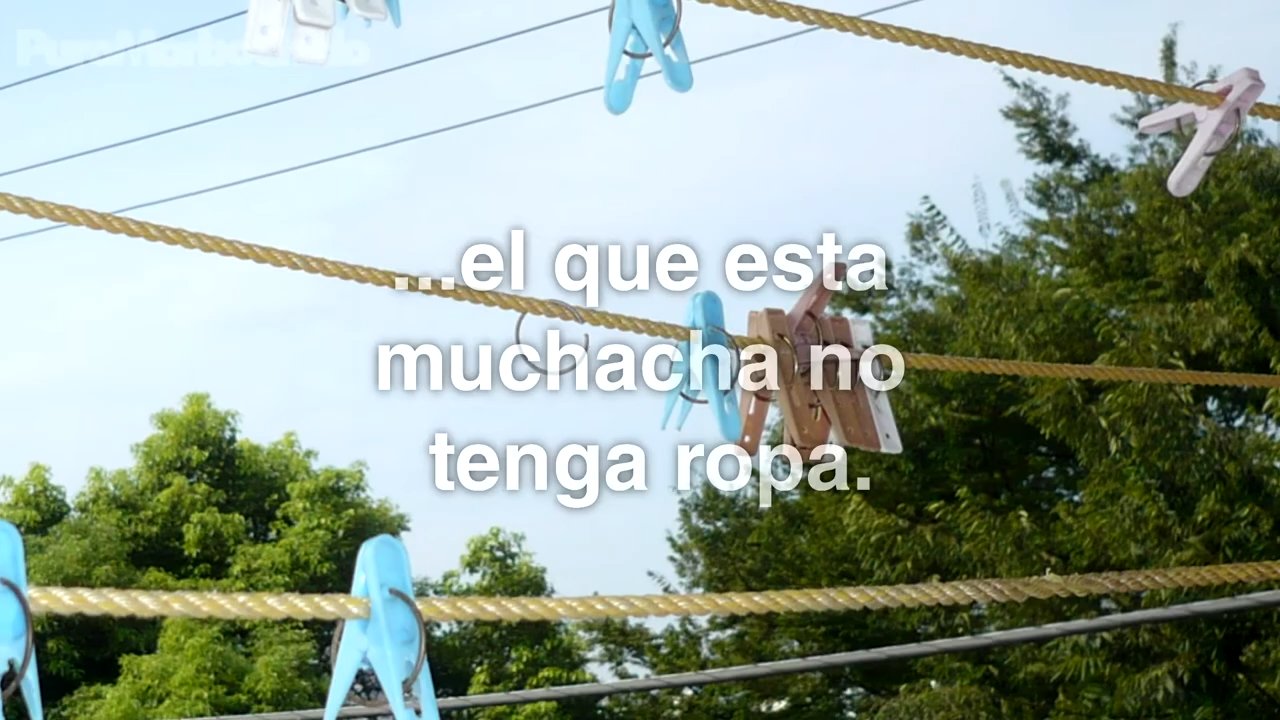 ...el que esta
muchacha no
tenga ropa.